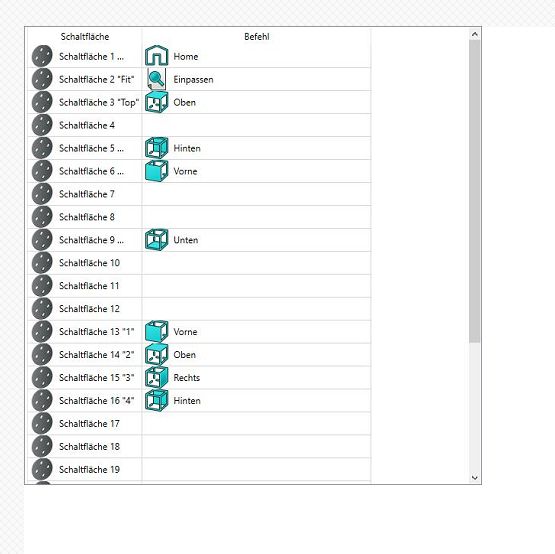 Schaltfläche Befehl
Schaltfläche 1 ... Home
Schaltfläche 2 "Fit" Einpassen
Schaltfläche 3 "Top" Oben
Schaltfläche 4
Schaltfläche 5 ... Hinten
Schaltfläche 6 ... Vorne
Schaltfläche 7
Schaltfläche 8
Schaltfläche 9 ... Unten
Schaltfläche 10
Schaltfläche 11
Schaltfläche 12
Schaltfläche 13 "1" Vorne
Schaltfläche 14 "2" Oben
Schaltfläche 15 "3" Rechts
Schaltfläche 16 "4" Hinten
Schaltfläche 17
Schaltfläche 18
Schaltfläche 19